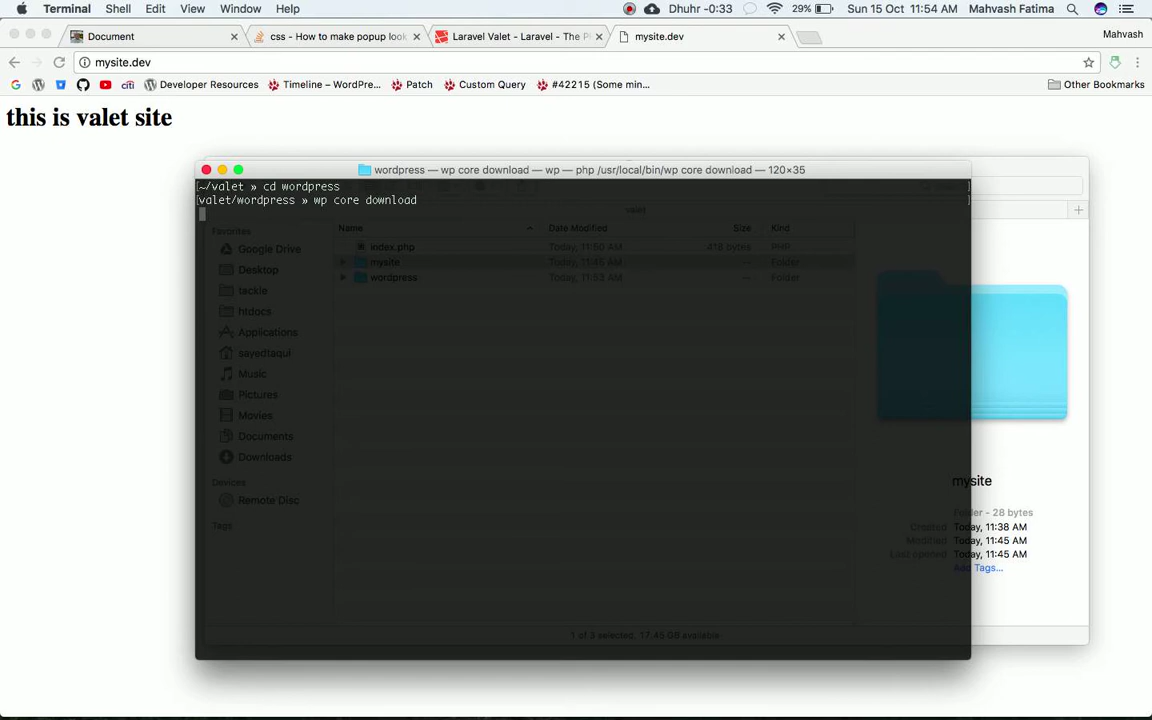 Terminal Shell Edit View Window Help Dhuhr -0:33 29% Sun 15 Oct 11:54 AM Mahvash Fatima
Document css - How to make popup look Laravel Valet - Laravel - The P mysite.dev Mahvash
mysite.dev
Developer Resources Timeline – WordPre... Patch Custom Query #42215 (Some min... Other Bookmarks
this is valet site
wordpress — wp core download — wp — php /usr/local/bin/wp core download — 120×35
[~/valet » cd wordpress ]
[valet/wordpress » wp core download ]
valet
Favorites Name Date Modified Size Kind
Google Drive index.php Today, 11:50 AM 418 bytes PHP
Desktop mysite Today, 11:45 AM -- Folder
tackle wordpress Today, 11:53 AM -- Folder
htdocs
Applications
sayedtaqui
Music
Pictures
Movies
Documents
Downloads
Devices
Remote Disc
Tags
mysite
Folder - 28 bytes
Created Today, 11:38 AM
Modified Today, 11:45 AM
Last opened Today, 11:45 AM
Add Tags...
1 of 3 selected, 17.45 GB available